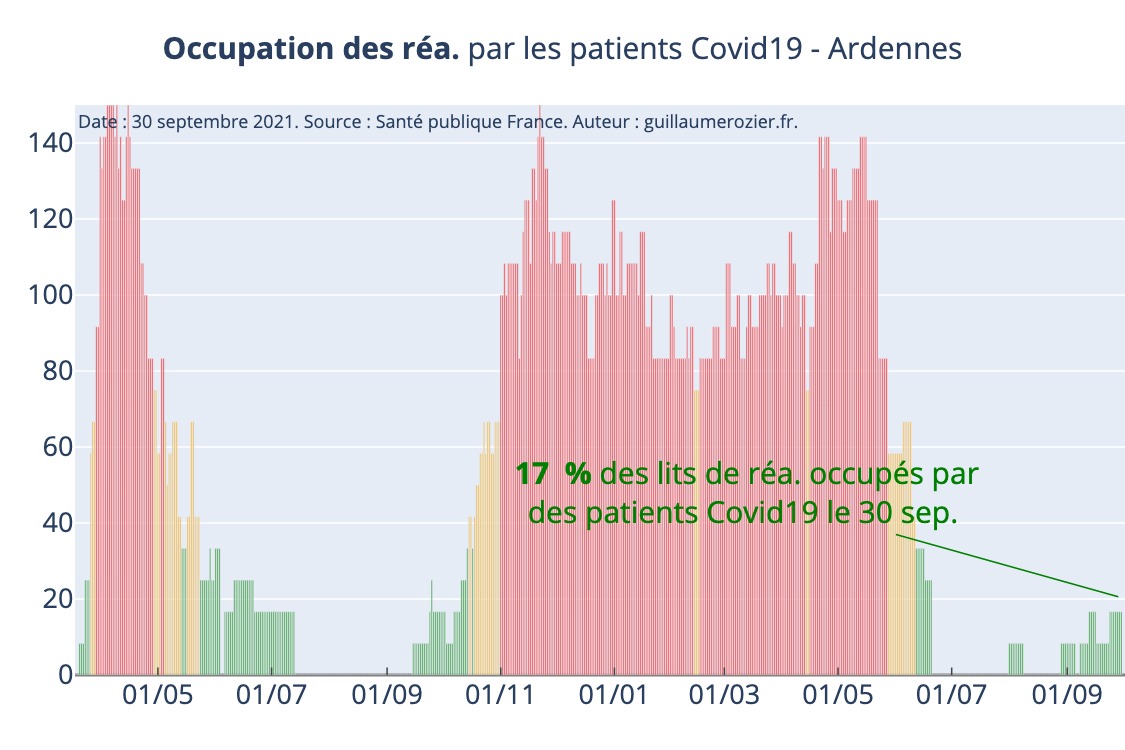 Occupation des réa. par les patients Covid19 - Ardennes
Date : 30 septembre 2021. Source : Santé publique France. Auteur : guillaumerozier.fr.
140
120
100
80
60
40
20
0
17 % des lits de réa. occupés par
des patients Covid19 le 30 sep.
01/05 01/07 01/09 01/11 01/01 01/03 01/05 01/07 01/09